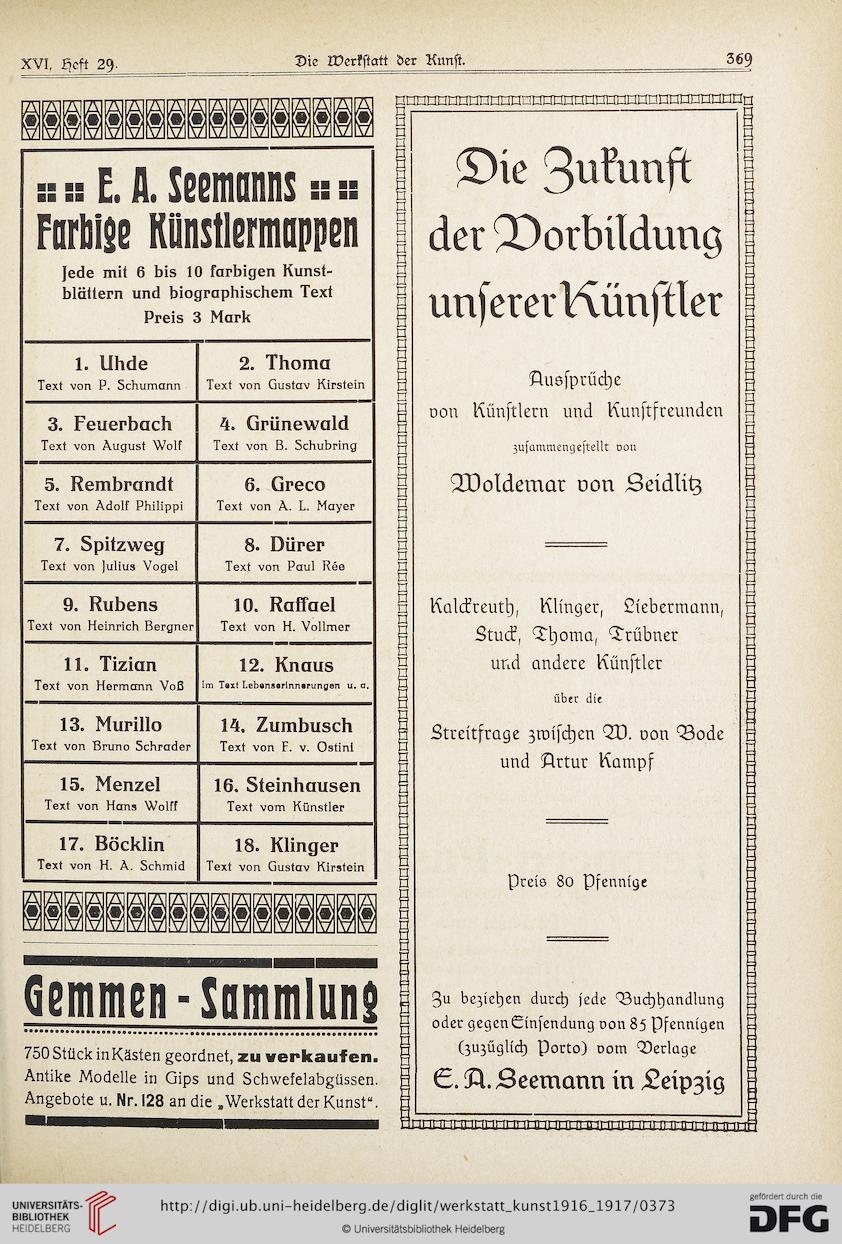 XVI, Heft 29.
Die Werkstatt der Kunst.
369
E. A. Seemanns
Farbige Künstlermappen
Jede mit 6 bis 10 farbigen Kunst-
blättern und biographischem Text
Preis 3 Mark
1. Uhde
Text von P. Schumann
2. Thoma
Text von Gustav Kirstein
3. Feuerbach
Text von August Wolf
4. Grünewald
Text von B. Schubring
5. Rembrandt
Text von Adolf Philippi
6. Greco
Text von A. L. Mayer
7. Spitzweg
Text von Julius Vogel
8. Dürer
Text von Paul Rée
9. Rubens
Text von Heinrich Bergner
10. Raffael
Text von H. Vollmer
11. Tizian
Text von Hermann Voß
12. Knaus
Im Text Lebenserinnerungen u. a.
13. Murillo
Text von Bruno Schrader
14. Zumbusch
Text von F. v. Ostini
15. Menzel
Text von Hans Wolff
16. Steinhausen
Text vom Künstler
17. Böcklin
Text von H. A. Schmid
18. Klinger
Text von Gustav Kirstein
Gemmen-Sammlung
750 Stück in Kästen geordnet, zu verkaufen.
Antike Modelle in Gips und Schwefelabgüssen.
Angebote u. Nr. 128 an die „Werkstatt der Kunst“.
Die Zukunft
der Vorbildung
unserer Künstler
Aussprüche
von Künstlern und Kunstfreunden
zusammengestellt von
Woldemar von Seidlitz
Kalckreuth, Klinger, Liebermann,
Stuck, Thoma, Trübner
und andere Künstler
über die
Streitfrage zwischen W. von Bode
und Artur Kampf
Preis 80 Pfennige
Zu beziehen durch jede Buchhandlung
oder gegen Einsendung von 85 Pfennigen
(zuzüglich Porto) vom Verlage
E. A. Seemann in Leipzig
UNIVERSITÄTS-
BIBLIOTHEK
HEIDELBERG
http://digi.ub.uni-heidelberg.de/diglit/werkstatt_kunst1916_1917/0373
© Universitätsbibliothek Heidelberg
gefördert durch die
DFG